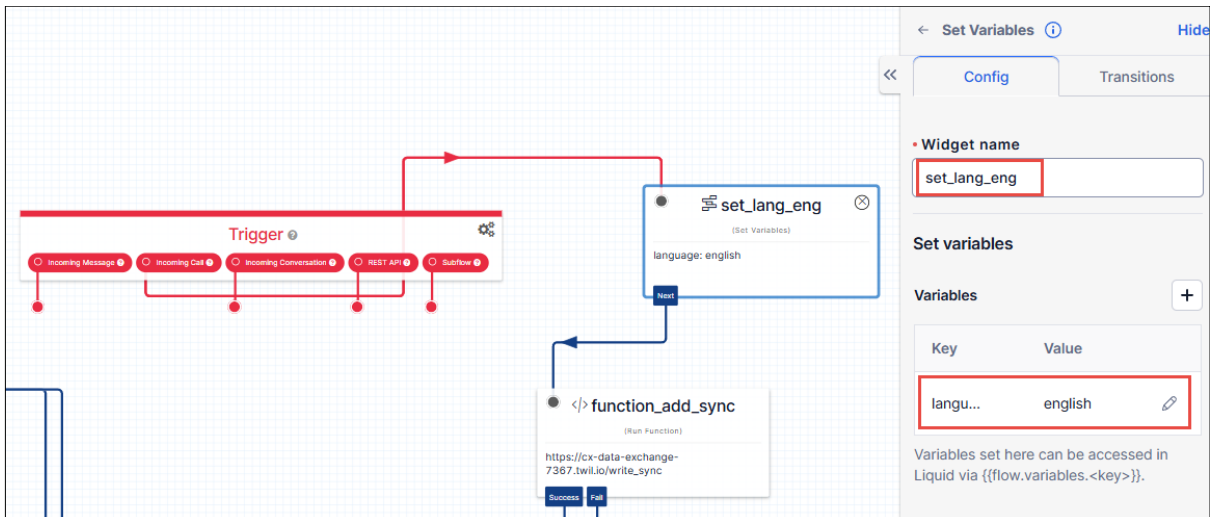 Trigger
Incoming Message
Incoming Call
Incoming Conversation
REST API
Subflow
set_lang_eng
(Set Variables)
language: english
Next
</> function_add_sync
(Run Function)
https://cx-data-exchange-
7367.twil.io/write_sync
Success
Fail
Set Variables
Hide
Config
Transitions
• Widget name
set_lang_eng
Set variables
Variables
+
Key Value
langu... english
Variables set here can be accessed in
Liquid via {{flow.variables.<key>}}.